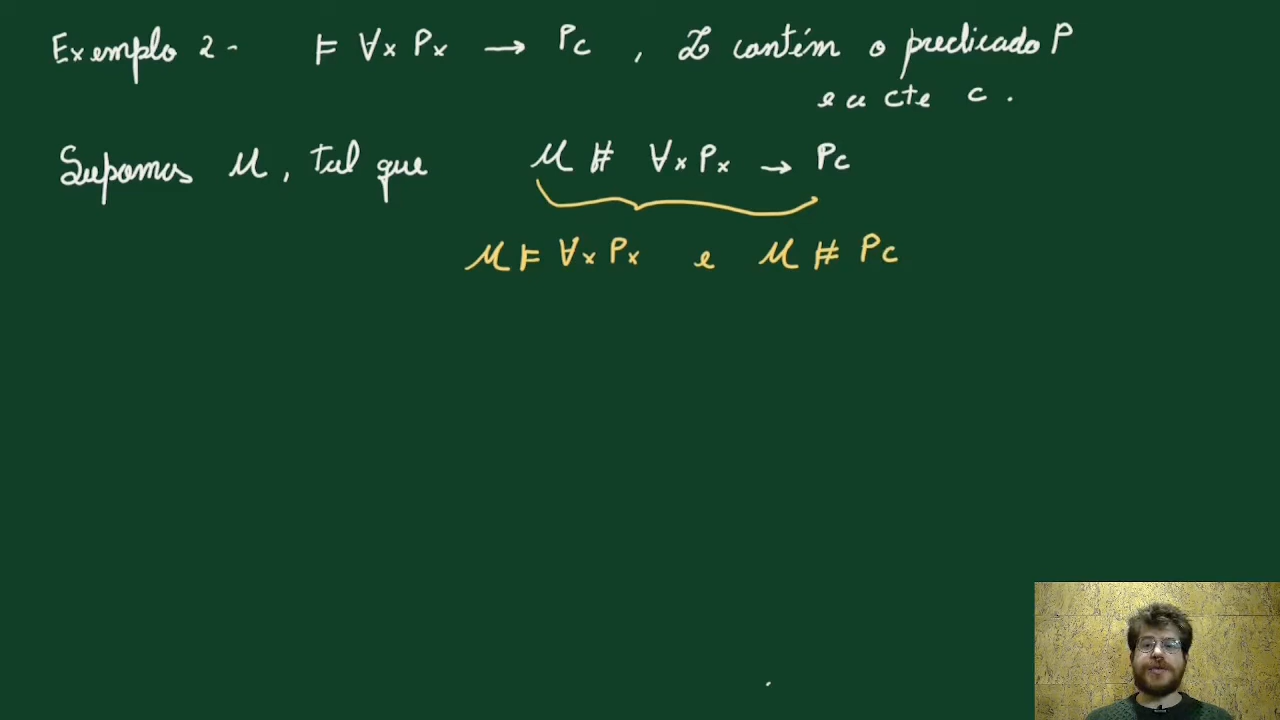 Exemplo 2 - ⊨ ∀x Px → Pc , L contém o predicado P
e a cte c .
Supomos M , tal que M ⊭ ∀x Px → Pc
M ⊨ ∀x Px e M ⊭ Pc